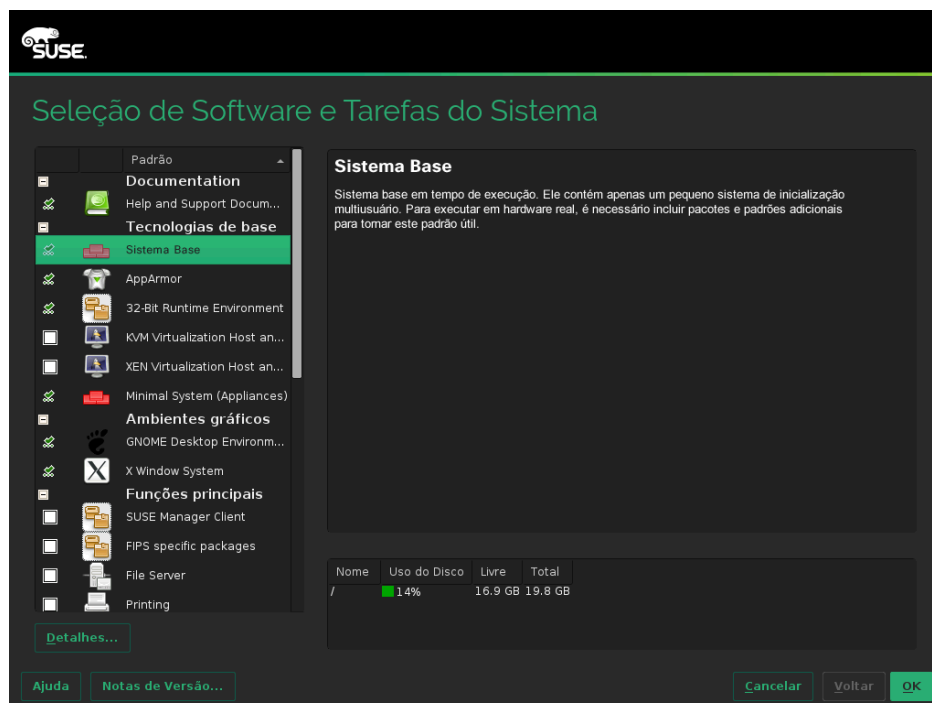 SUSE.
Seleção de Software e Tarefas do Sistema
Padrão
Documentation
Help and Support Docum...
Tecnologias de base
Sistema Base
AppArmor
32-Bit Runtime Environment
KVM Virtualization Host an...
XEN Virtualization Host an...
Minimal System (Appliances)
Ambientes gráficos
GNOME Desktop Environm...
X Window System
Funções principais
SUSE Manager Client
FIPS specific packages
File Server
Printing
Detalhes...
Sistema Base
Sistema base em tempo de execução. Ele contém apenas um pequeno sistema de inicialização
multiusuário. Para executar em hardware real, é necessário incluir pacotes e padrões adicionais
para tornar este padrão útil.
Nome Uso do Disco Livre Total
/ 14% 16.9 GB 19.8 GB
Ajuda Notas de Versão... Cancelar Voltar OK